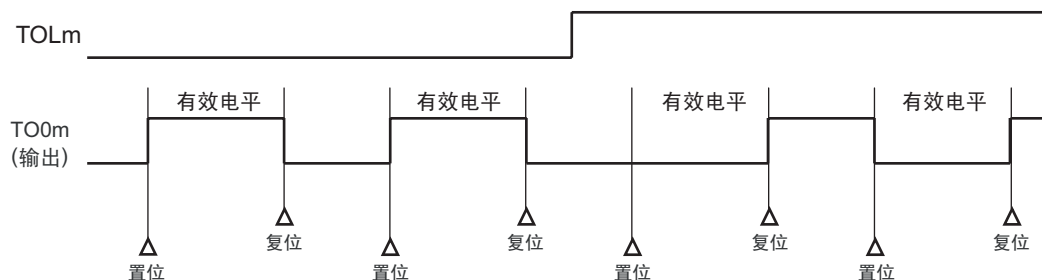 TOLm
有效电平 有效电平 有效电平 有效电平
TO0m
(输出)
复位 复位 复位 复位
置位 置位 置位 置位